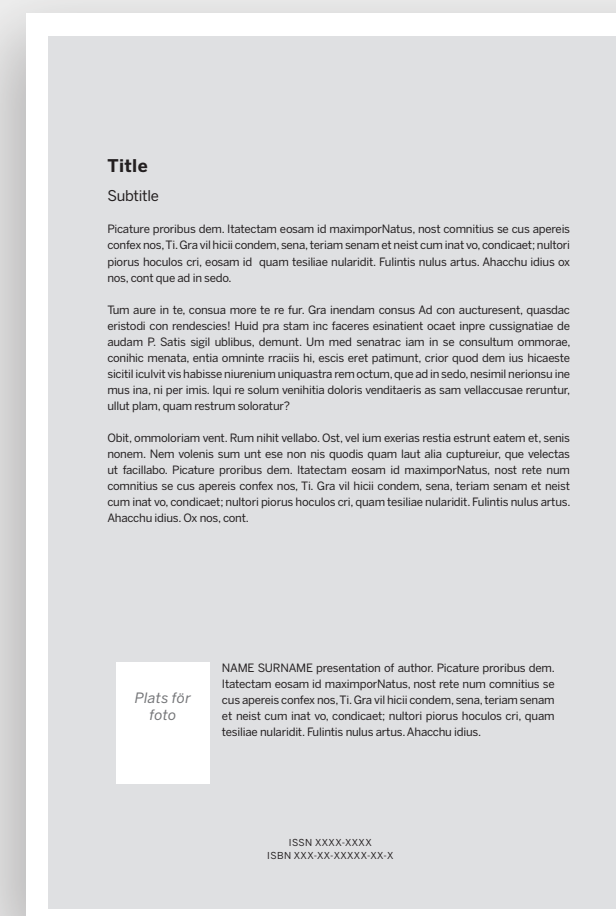 Title
Subtitle
Picature proribus dem. Itatectam eosam id maximporNatus, nost comnitius se cus apereis
confex nos, Ti. Gra vil hicii condem, sena, teriam senam et neist cum inat vo, condicaet; nultori
piorus hoculos cri, eosam id quam tesiliae nularidit. Fulintis nulus artus. Ahacchu idius ox
nos, cont que ad in sedo.
Tum aure in te, consua more te re fur. Gra inendam consus Ad con aucturesent, quasdac
eristodi con rendescies! Huid pra stam inc faceres esinatient ocaet inpre cussignatiae de
audam P. Satis sigil ublibus, demunt. Um med senatrac iam in se consultum ommorae,
conihic menata, entia omninte rraciis hi, escis eret patimunt, crior quod dem ius hicaeste
sicitil iculvit vis habisse niurenium uniquastra rem octum, que ad in sedo, nesimil nerionsu ine
mus ina, ni per imis. Iqui re solum venihitia doloris venditaeris as sam vellaccusae reruntur,
ullut plam, quam restrum soloratur?
Obit, ommoloriam vent. Rum nihit vellabo. Ost, vel ium exerias restia estrunt eatem et, senis
nonem. Nem volenis sum unt ese non nis quodis quam laut alia cuptureiur, que velectas
ut facillabo. Picature proribus dem. Itatectam eosam id maximporNatus, nost rete num
comnitius se cus apereis confex nos, Ti. Gra vil hicii condem, sena, teriam senam et neist
cum inat vo, condicaet; nultori piorus hoculos cri, quam tesiliae nularidit. Fulintis nulus artus.
Ahacchu idius. Ox nos, cont.
Plats för
foto
NAME SURNAME presentation of author. Picature proribus dem.
Itatectam eosam id maximporNatus, nost rete num comnitius se
cus apereis confex nos, Ti. Gra vil hicii condem, sena, teriam senam
et neist cum inat vo, condicaet; nultori piorus hoculos cri, quam
tesiliae nularidit. Fulintis nulus artus. Ahacchu idius.
ISSN XXXX-XXXX
ISBN XXX-XX-XXXXX-XX-X